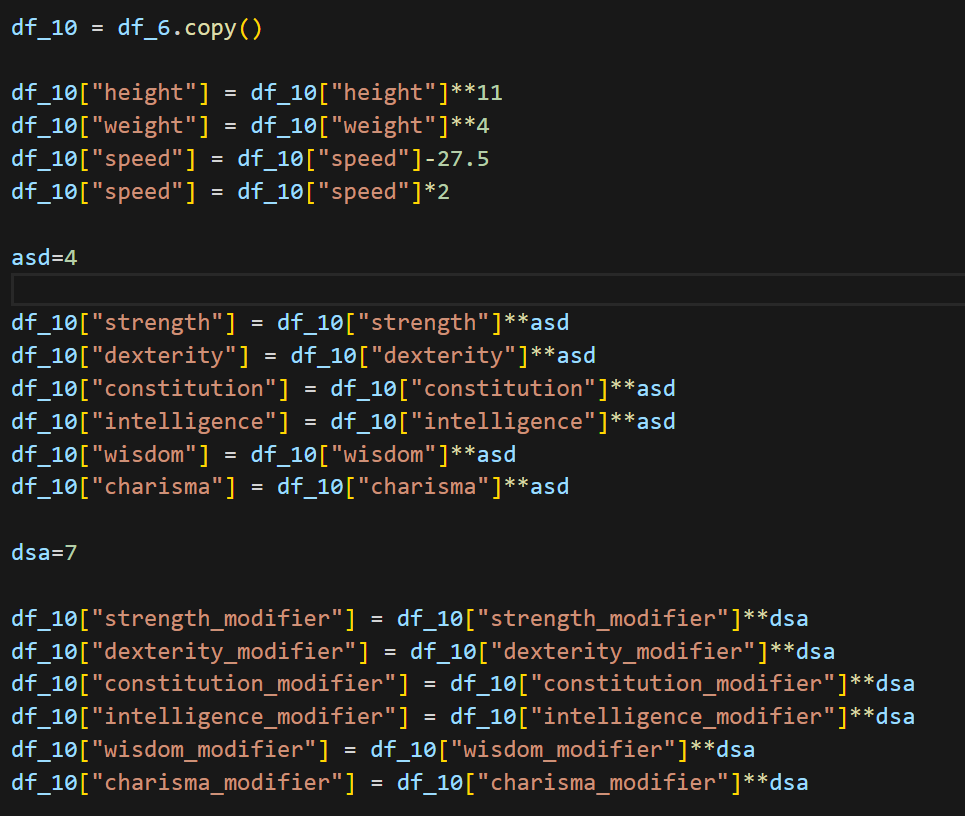 df_10 = df_6.copy()
df_10["height"] = df_10["height"]**11
df_10["weight"] = df_10["weight"]**4
df_10["speed"] = df_10["speed"]-27.5
df_10["speed"] = df_10["speed"]*2
asd=4
df_10["strength"] = df_10["strength"]**asd
df_10["dexterity"] = df_10["dexterity"]**asd
df_10["constitution"] = df_10["constitution"]**asd
df_10["intelligence"] = df_10["intelligence"]**asd
df_10["wisdom"] = df_10["wisdom"]**asd
df_10["charisma"] = df_10["charisma"]**asd
dsa=7
df_10["strength_modifier"] = df_10["strength_modifier"]**dsa
df_10["dexterity_modifier"] = df_10["dexterity_modifier"]**dsa
df_10["constitution_modifier"] = df_10["constitution_modifier"]**dsa
df_10["intelligence_modifier"] = df_10["intelligence_modifier"]**dsa
df_10["wisdom_modifier"] = df_10["wisdom_modifier"]**dsa
df_10["charisma_modifier"] = df_10["charisma_modifier"]**dsa